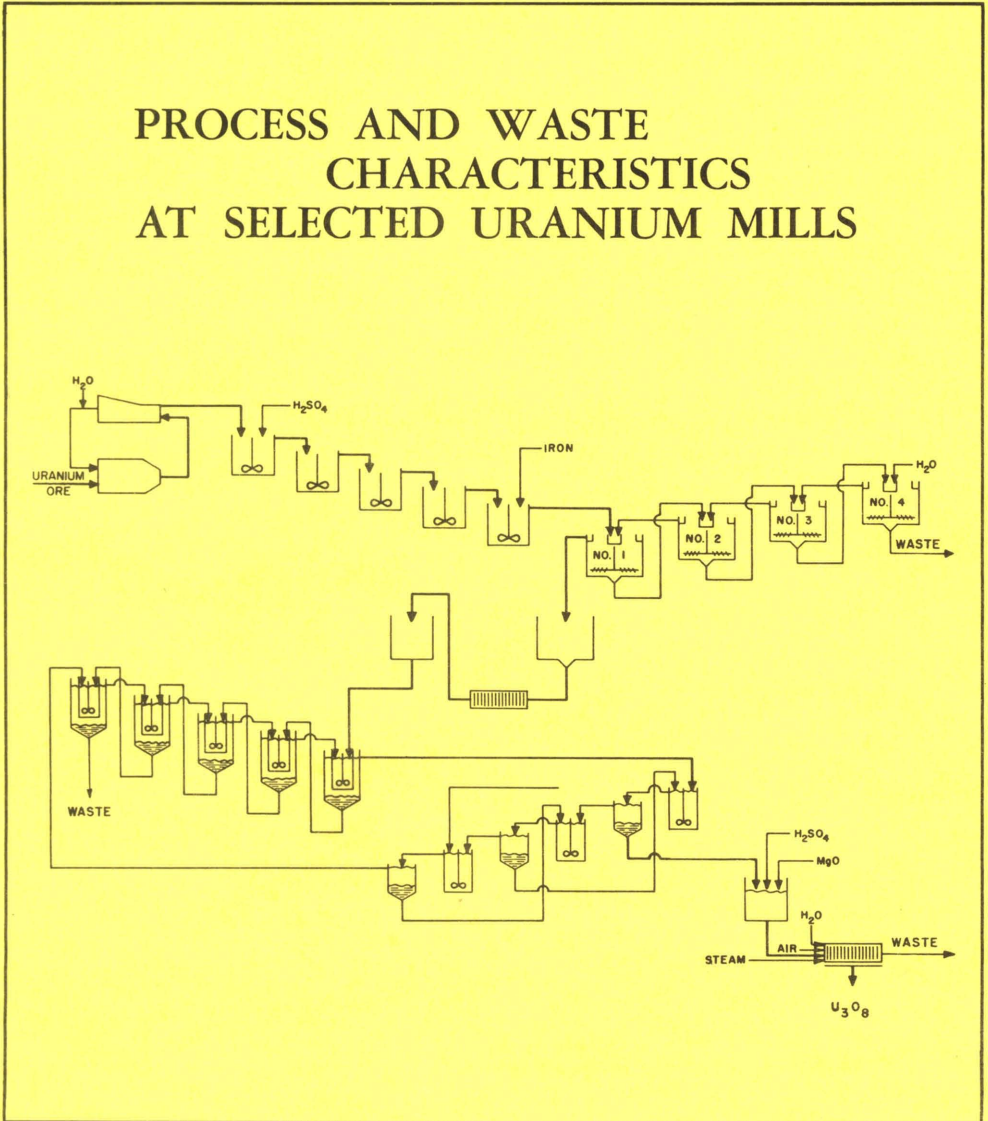 PROCESS AND WASTE
CHARACTERISTICS
AT SELECTED URANIUM MILLS
H2O
H2SO4
URANIUM
ORE
IRON
H2O
NO. 4
NO. 3
NO. 2
NO. 1
WASTE
WASTE
H2SO4
MgO
H2O
AIR
WASTE
STEAM
U3O8